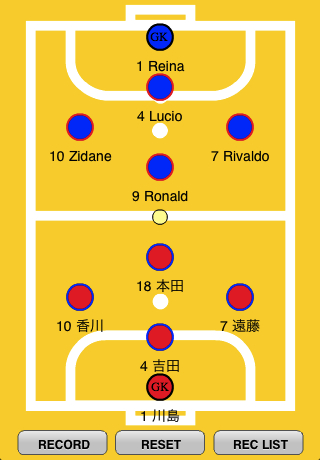 GK
1 Reina
4 Lucio
10 Zidane
7 Rivaldo
9 Ronald
18 本田
10 香川
7 遠藤
4 吉田
GK
1 川島
RECORD
RESET
REC LIST